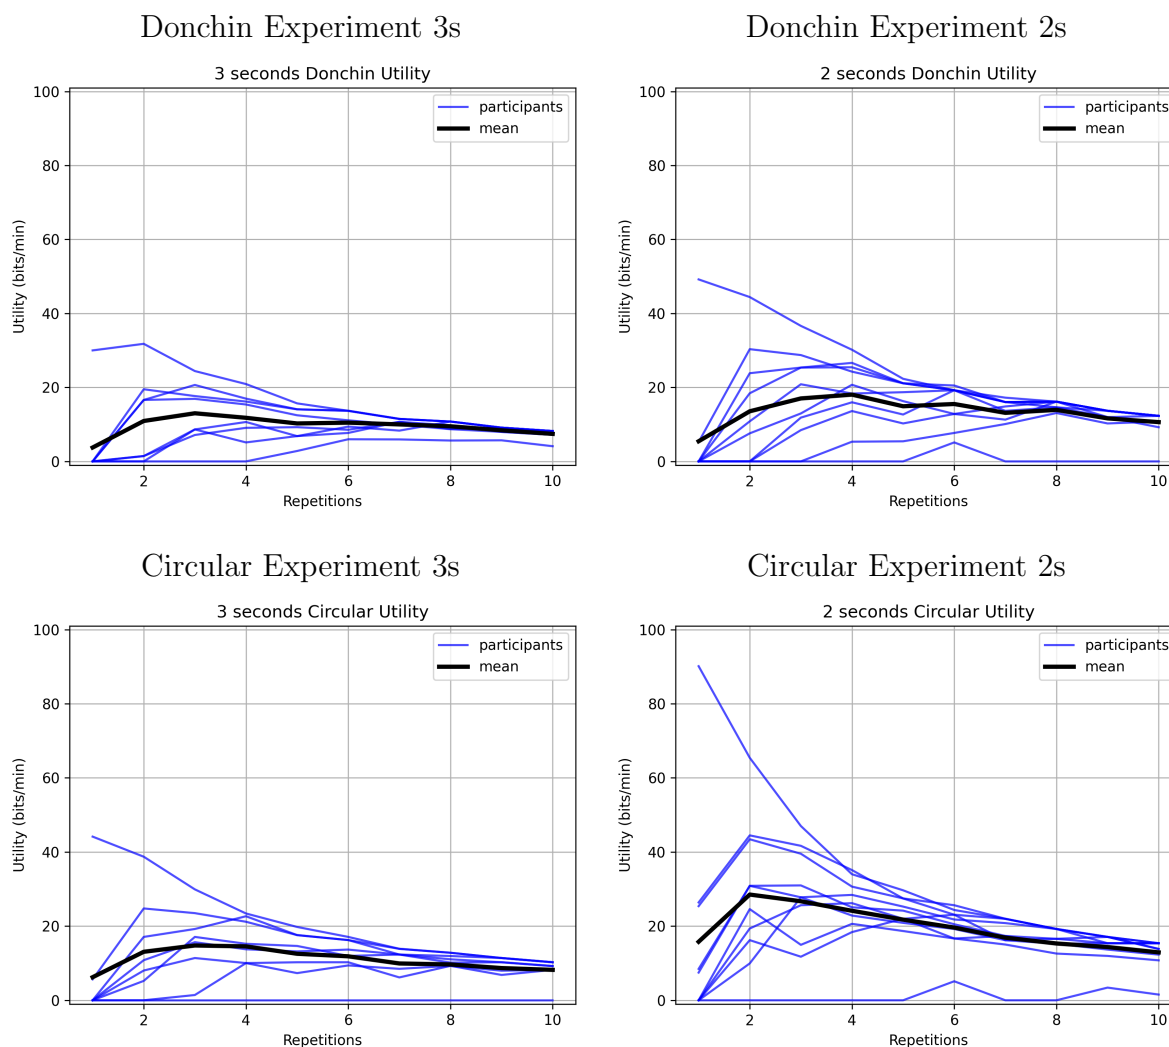 Donchin Experiment 3s
3 seconds Donchin Utility
100
80
60
40
20
0
Utility (bits/min)
participants
mean
2
4
6
8
10
Repetitions
Donchin Experiment 2s
2 seconds Donchin Utility
100
80
60
40
20
0
Utility (bits/min)
participants
mean
2
4
6
8
10
Repetitions
Circular Experiment 3s
3 seconds Circular Utility
100
80
60
40
20
0
Utility (bits/min)
participants
mean
2
4
6
8
10
Repetitions
Circular Experiment 2s
2 seconds Circular Utility
100
80
60
40
20
0
Utility (bits/min)
participants
mean
2
4
6
8
10
Repetitions